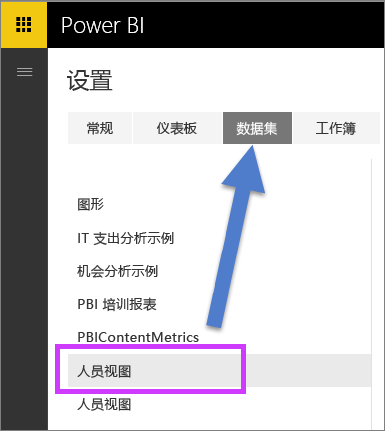 Power BI
设置
常规 仪表板 数据集 工作簿
图形
IT 支出分析示例
机会分析示例
PBI 培训报表
PBIContentMetrics
人员视图
人员视图